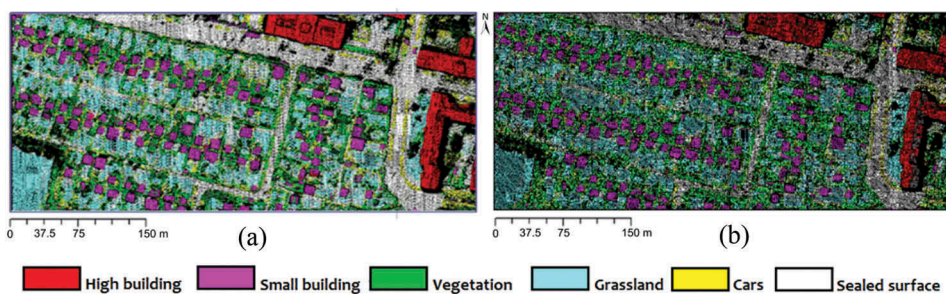 N
0 37.5 75 150 m
(a)
0 37.5 75 150 m
(b)
High building Small building Vegetation Grassland Cars Sealed surface